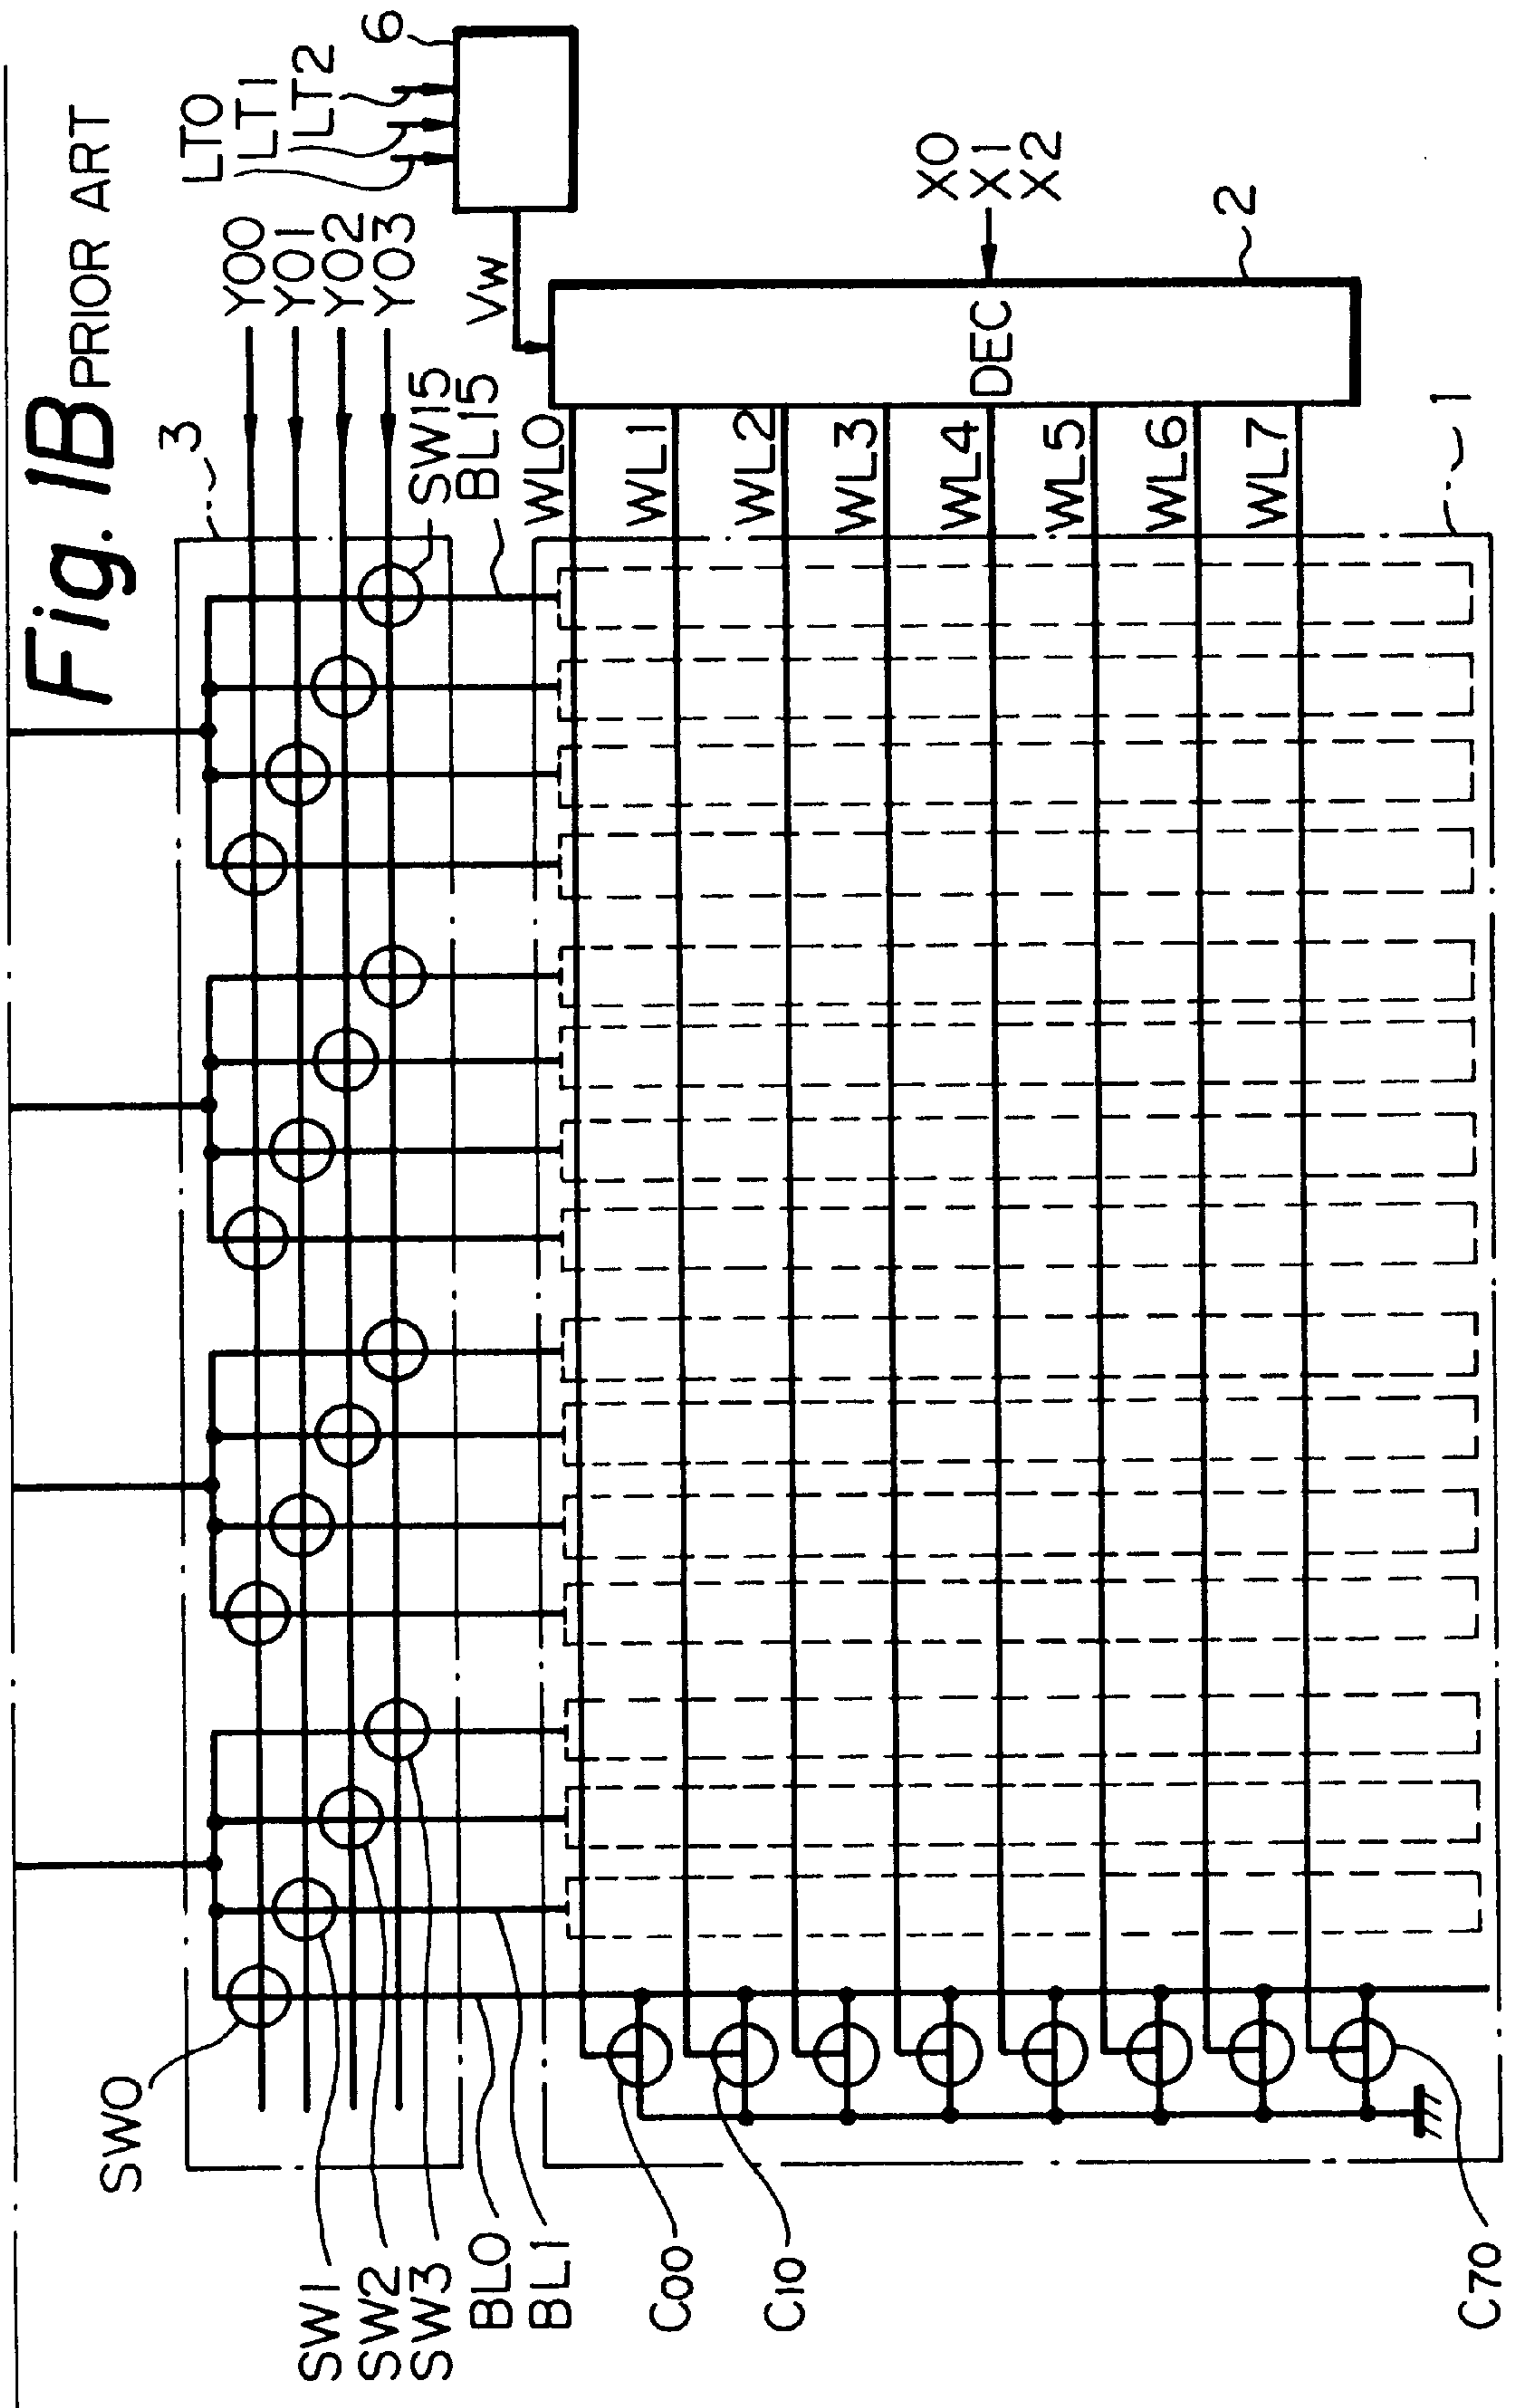 Fig. 1B PRIOR ART
LT0
LT1
LT2
6
Y00
Y01
Y02
Y03
Vw
3
SW15
BL15
WL0
WL1
WL2
WL3
WL4
WL5
WL6
WL7
DEC
X0
X1
X2
2
1
SW0
SW1
SW2
SW3
BL0
BL1
C00
C10
C70